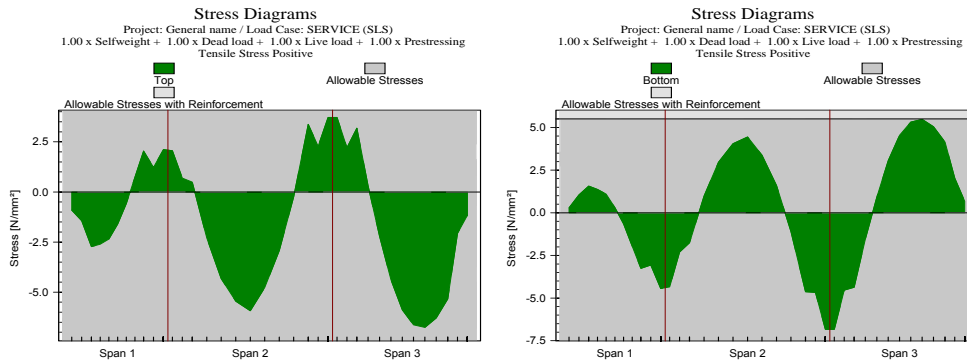 Stress Diagrams
Project: General name / Load Case: SERVICE (SLS)
1.00 x Selfweight + 1.00 x Dead load + 1.00 x Live load + 1.00 x Prestressing
Tensile Stress Positive
Top
Allowable Stresses
Allowable Stresses with Reinforcement
Stress [N/mm²]
2.5
0.0
-2.5
-5.0
Span 1
Span 2
Span 3
Stress Diagrams
Project: General name / Load Case: SERVICE (SLS)
1.00 x Selfweight + 1.00 x Dead load + 1.00 x Live load + 1.00 x Prestressing
Tensile Stress Positive
Bottom
Allowable Stresses
Allowable Stresses with Reinforcement
Stress [N/mm²]
5.0
2.5
0.0
-2.5
-5.0
-7.5
Span 1
Span 2
Span 3